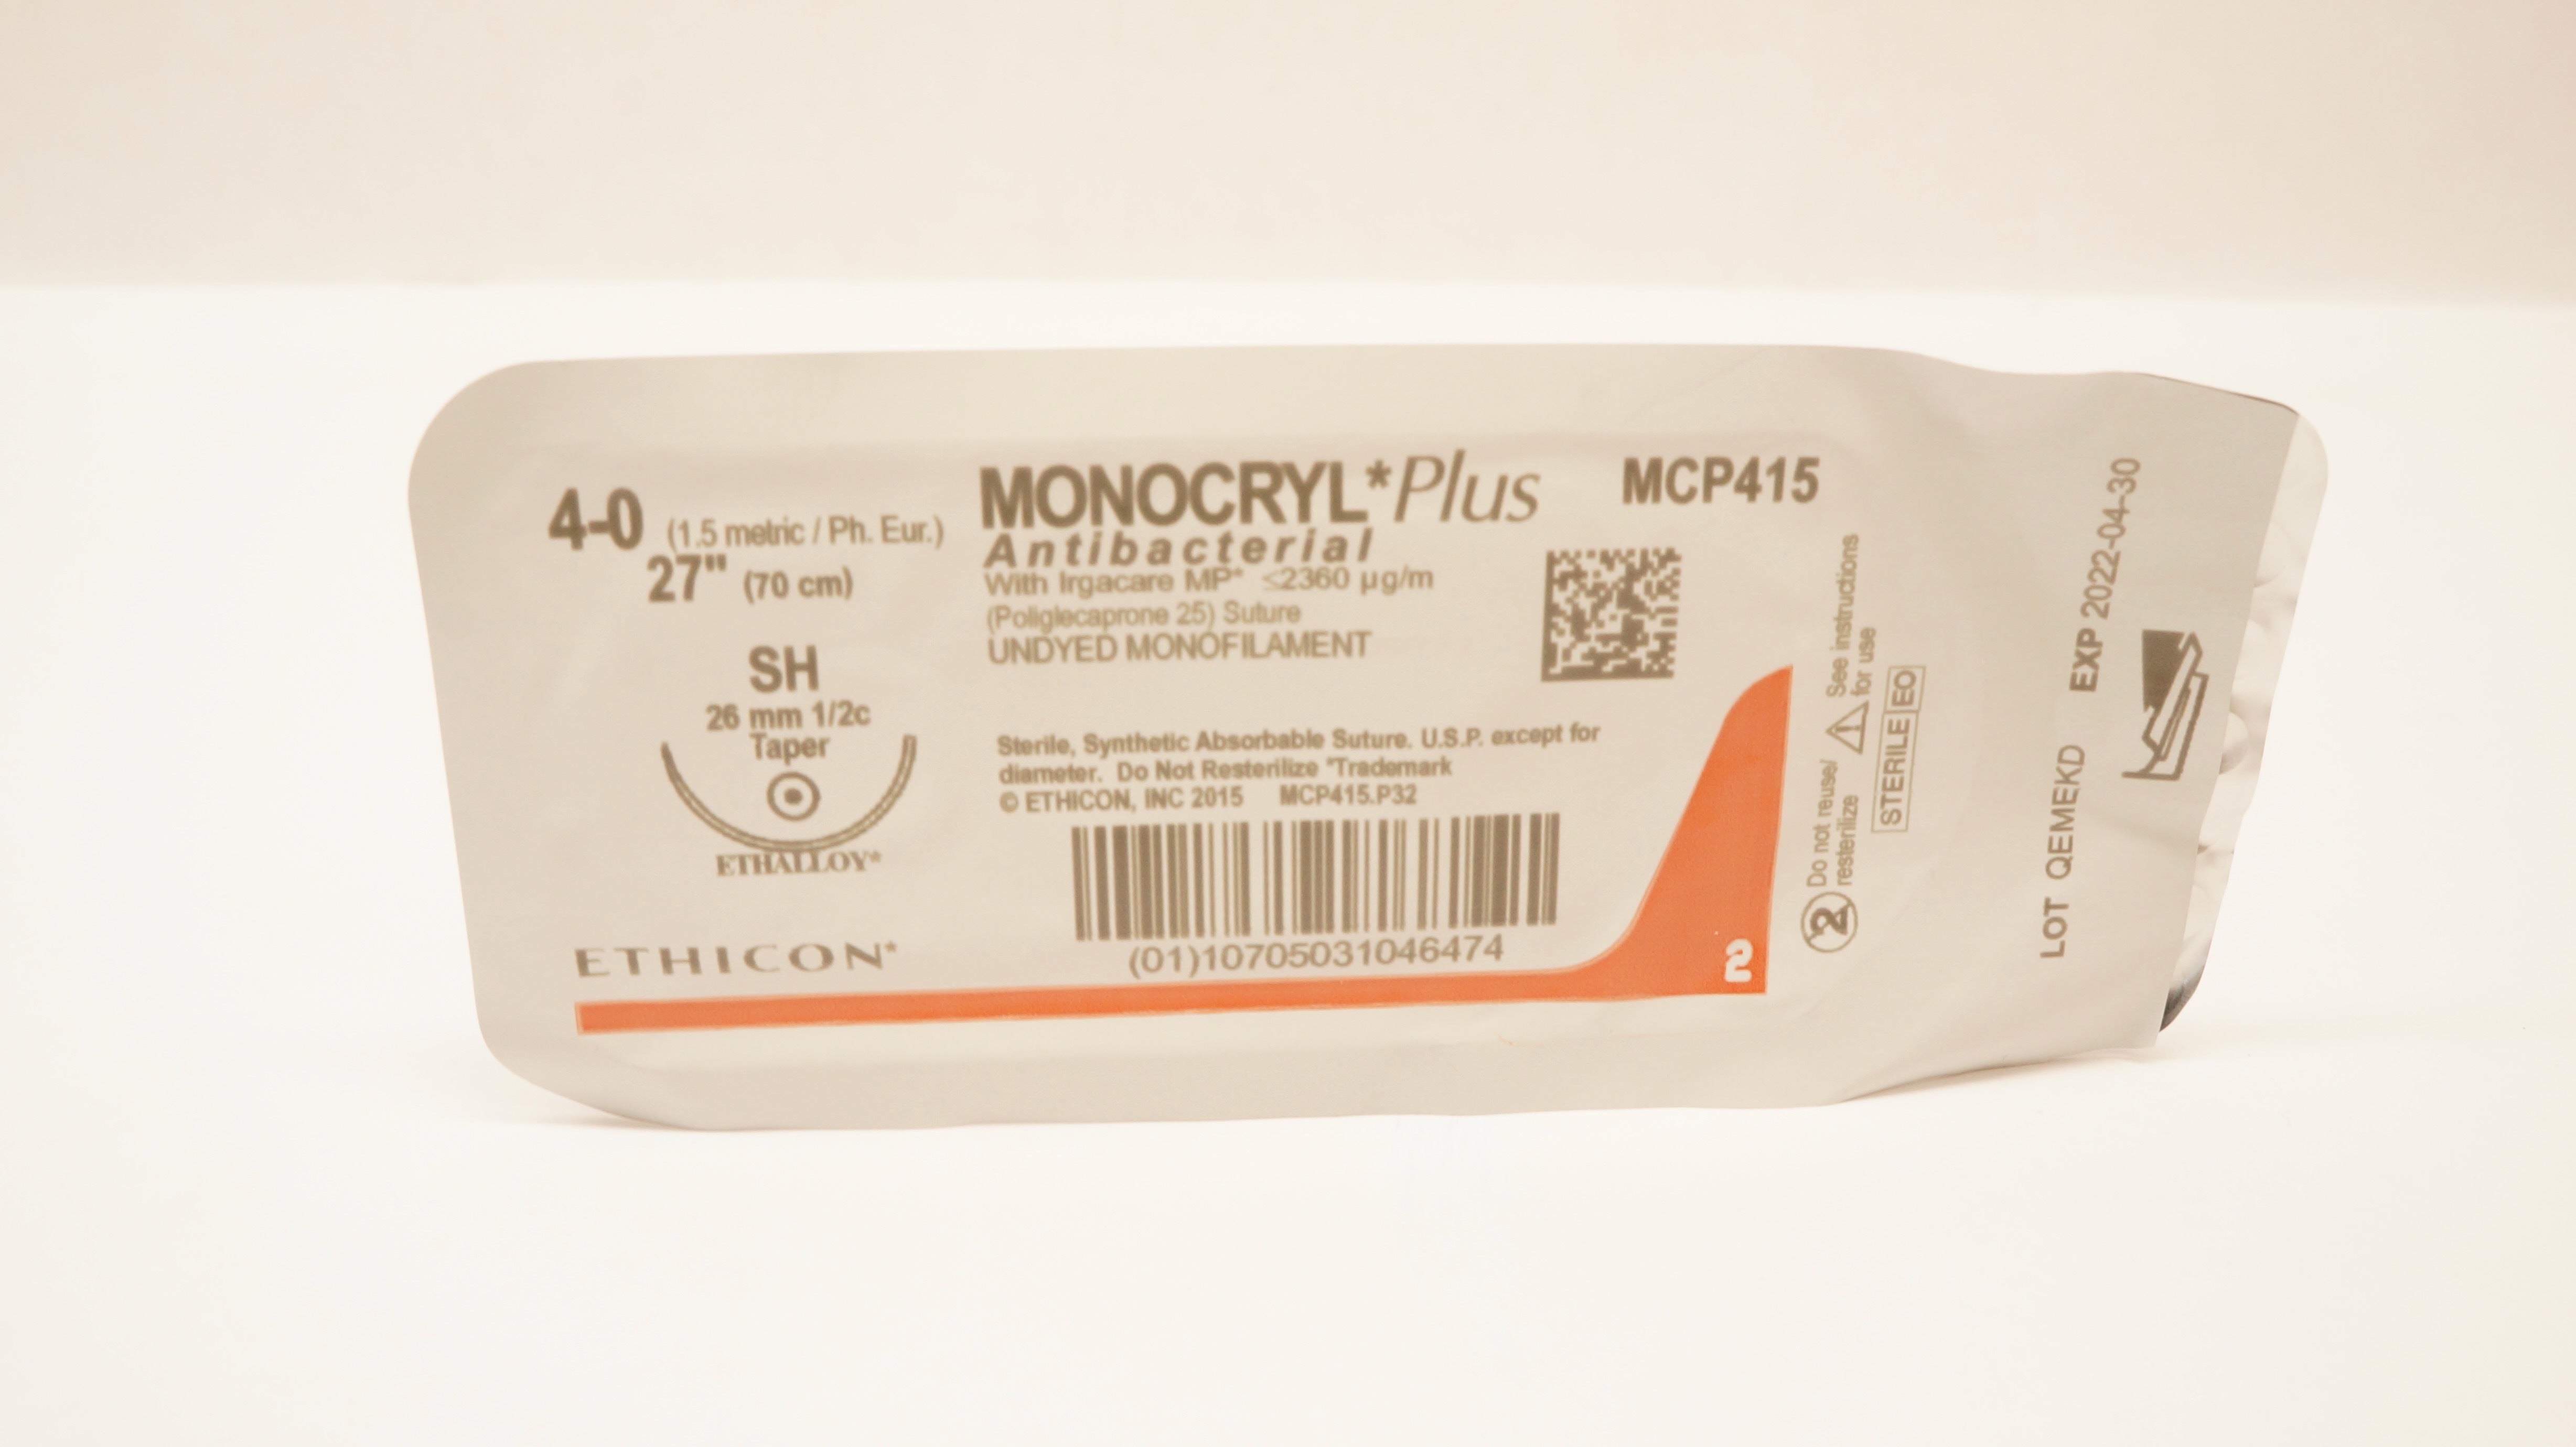 4-0 (1.5 metric / Ph. Eur.)
27" (70 cm)
SH
26 mm 1/2c
Taper
ETHALLOY*
ETHICON*
MONOCRYL* Plus
Antibacterial
With Irgacare MP* ≤2360 µg/m
(Poliglecaprone 25) Suture
UNDYED MONOFILAMENT
Sterile, Synthetic Absorbable Suture. U.S.P. except for
diameter. Do Not Resterilize *Trademark
© ETHICON, INC 2015 MCP415.P32
(01)10705031046474
MCP415
2
2 Do not reuse/
resterilize
See instructions
for use
STERILE EO
LOT QEMEKD EXP 2022-04-30